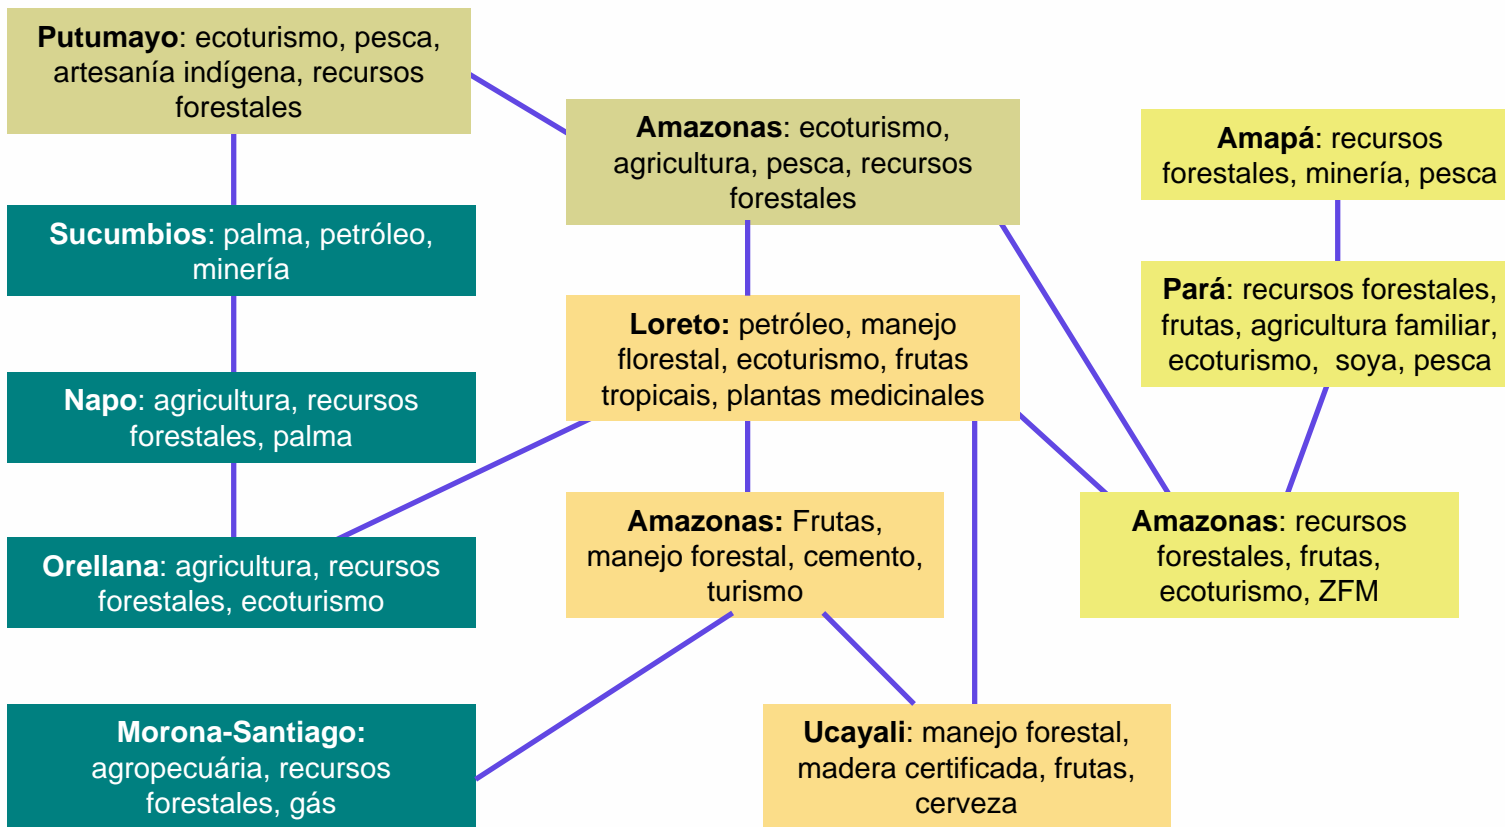 Putumayo: ecoturismo, pesca,
artesanía indígena, recursos
forestales
Amazonas: ecoturismo,
agricultura, pesca, recursos
forestales
Amapá: recursos
forestales, minería, pesca
Sucumbios: palma, petróleo,
minería
Pará: recursos forestales,
frutas, agricultura familiar,
ecoturismo, soya, pesca
Loreto: petróleo, manejo
florestal, ecoturismo, frutas
tropicais, plantas medicinales
Napo: agricultura, recursos
forestales, palma
Amazonas: Frutas,
manejo forestal, cemento,
turismo
Amazonas: recursos
forestales, frutas,
ecoturismo, ZFM
Orellana: agricultura, recursos
forestales, ecoturismo
Morona-Santiago:
agropecuária, recursos
forestales, gás
Ucayali: manejo forestal,
madera certificada, frutas,
cerveza